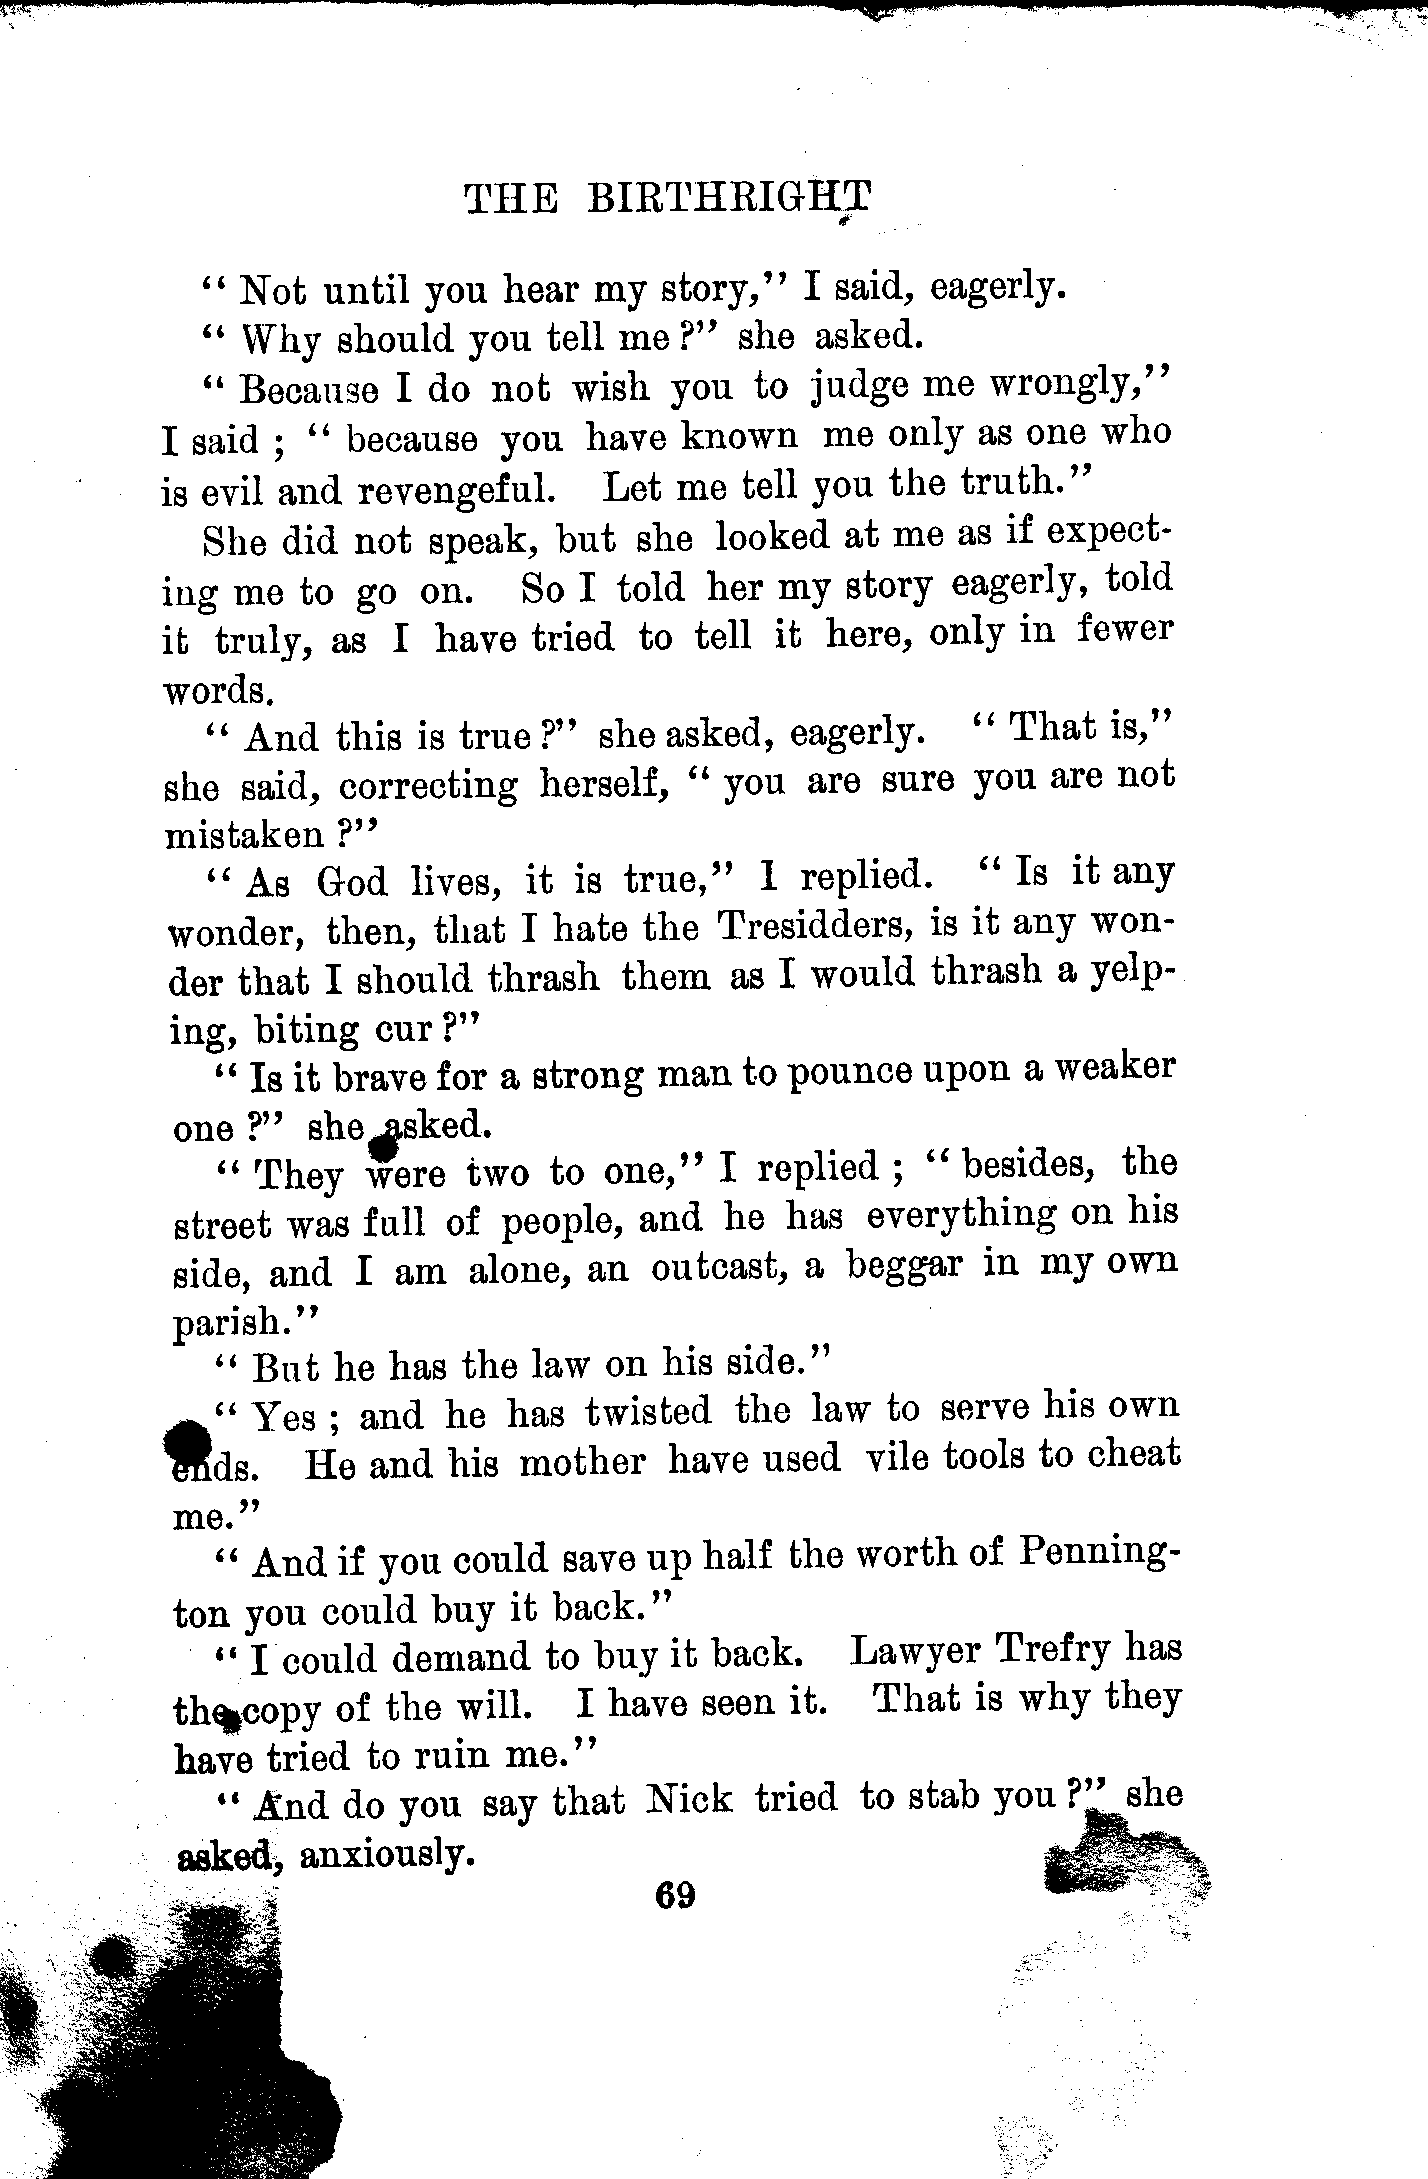 THE BIRTHRIGHT
“ Not until you hear my story,” I said, eagerly.
“ Why should you tell me ?” she asked.
“ Because I do not wish you to judge me wrongly,”
I said ; “ because you have known me only as one who
is evil and revengeful. Let me tell you the truth.”
She did not speak, but she looked at me as if expect-
ing me to go on. So I told her my story eagerly, told
it truly, as I have tried to tell it here, only in fewer
words.
“ And this is true ?” she asked, eagerly. “ That is,”
she said, correcting herself, “ you are sure you are not
mistaken ?”
“ As God lives, it is true,” I replied. “ Is it any
wonder, then, that I hate the Tresidders, is it any won-
der that I should thrash them as I would thrash a yelp-
ing, biting cur ?”
“ Is it brave for a strong man to pounce upon a weaker
one ?” she asked.
“ They were two to one,” I replied ; “ besides, the
street was full of people, and he has everything on his
side, and I am alone, an outcast, a beggar in my own
parish.”
“ But he has the law on his side.”
“ Yes ; and he has twisted the law to serve his own
ends. He and his mother have used vile tools to cheat
me.”
“ And if you could save up half the worth of Penning-
ton you could buy it back.”
“ I could demand to buy it back. Lawyer Trefry has
the copy of the will. I have seen it. That is why they
have tried to ruin me.”
“ And do you say that Nick tried to stab you ?” she
asked, anxiously.
69